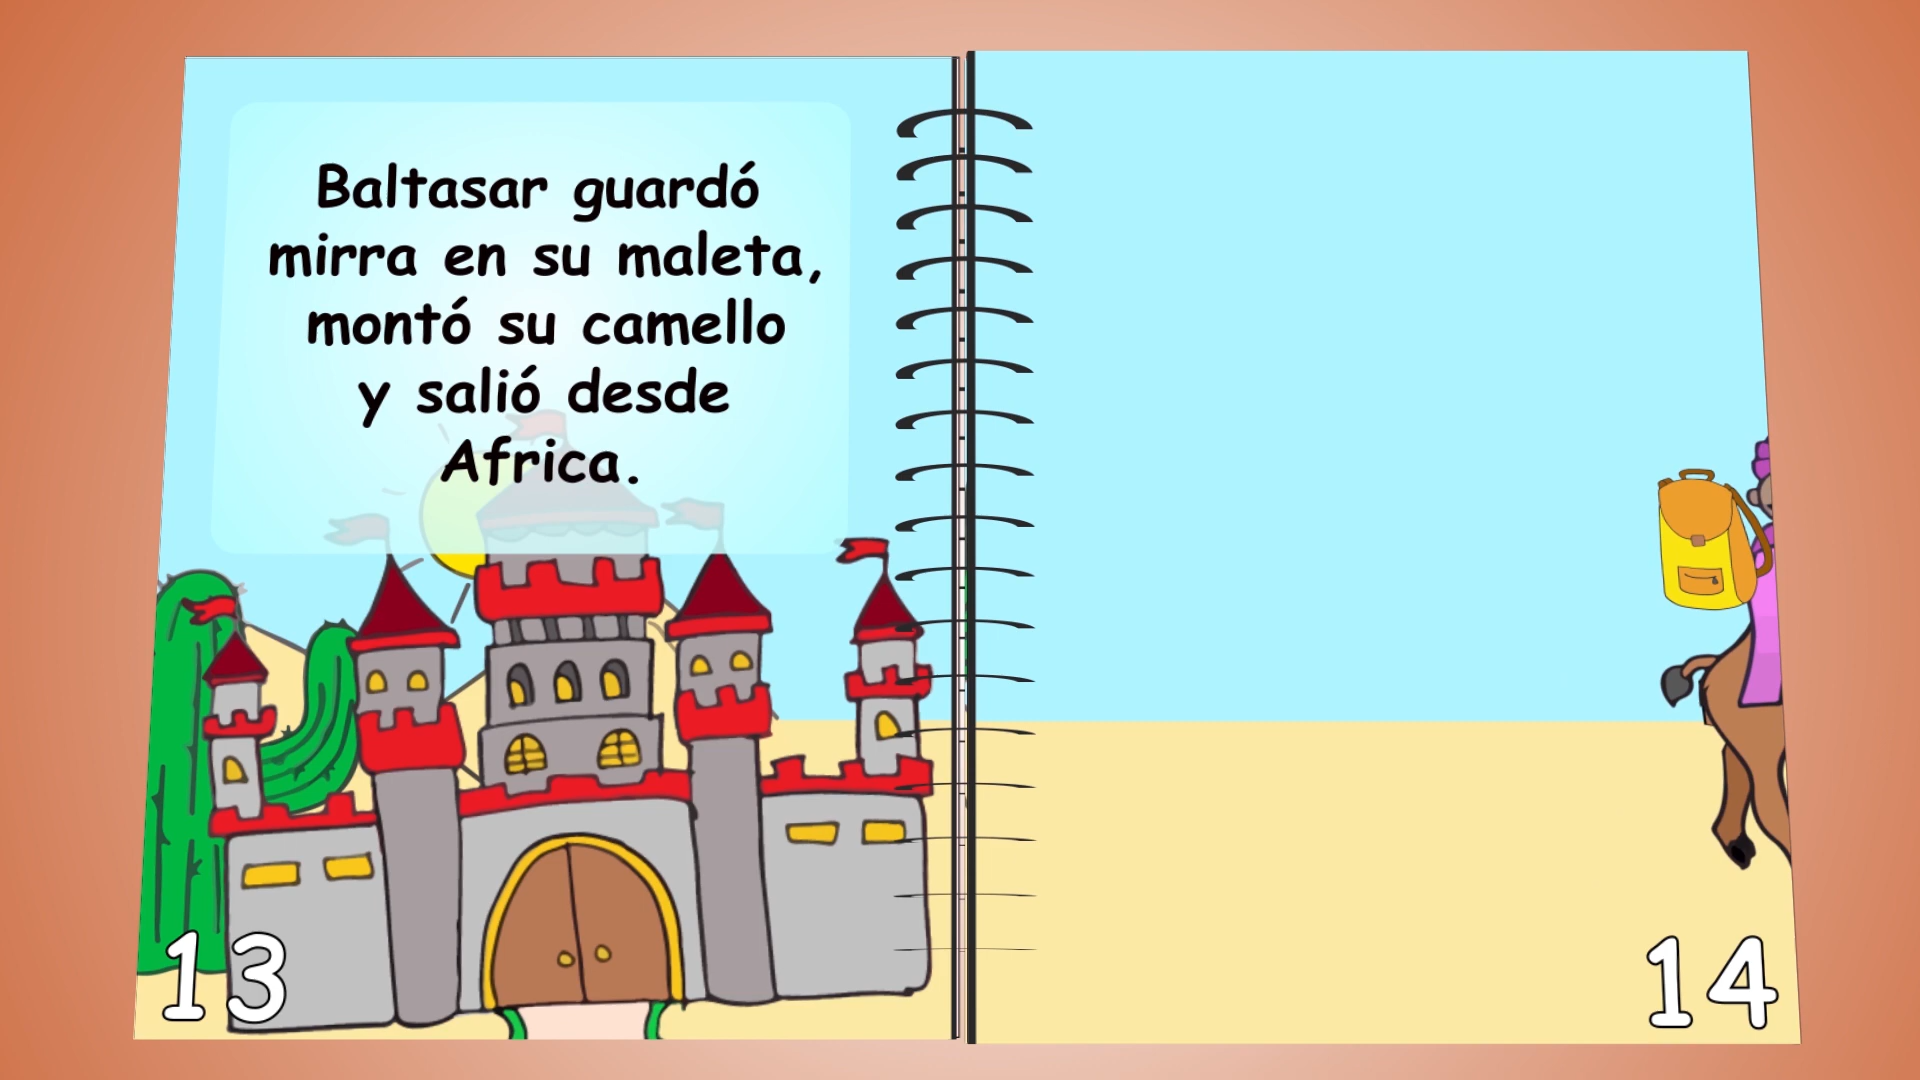 Baltasar guardó
mirra en su maleta,
montó su camello
y salió desde
Africa.
13
14